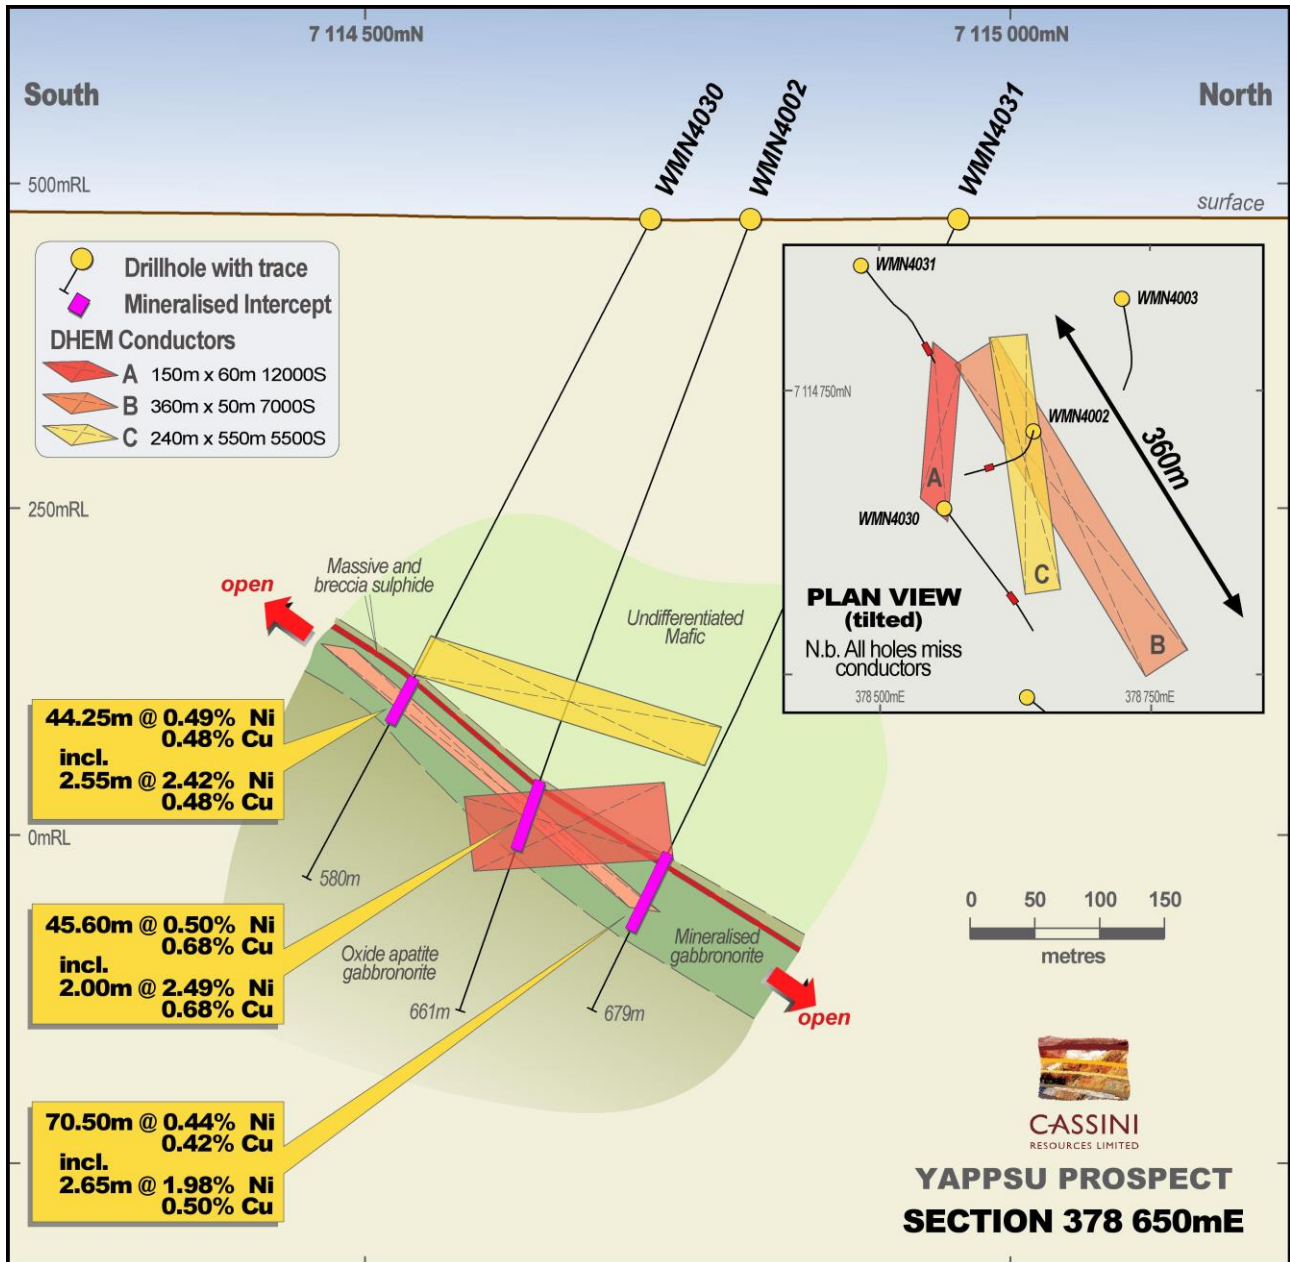 7 114 500mN
7 115 000mN
South
North
WMN4030
WMN4002
WMN4031
500mRL
surface
Drillhole with trace
Mineralised Intercept
DHEM Conductors
A 150m x 60m 12000S
B 360m x 50m 7000S
C 240m x 550m 5500S
WMN4031
WMN4003
7 114 750mN
WMN4002
360m
A
WMN4030
C
B
PLAN VIEW
(tilted)
N.b. All holes miss
conductors
378 500mE
378 750mE
250mRL
Massive and
breccia sulphide
open
Undifferentiated
Mafic
44.25m @ 0.49% Ni
0.48% Cu
incl.
2.55m @ 2.42% Ni
0.48% Cu
0mRL
580m
45.60m @ 0.50% Ni
0.68% Cu
incl.
2.00m @ 2.49% Ni
0.68% Cu
Oxide apatite
gabbronorite
Mineralised
gabbronorite
661m
679m
open
0 50 100 150
metres
70.50m @ 0.44% Ni
0.42% Cu
incl.
2.65m @ 1.98% Ni
0.50% Cu
CASSINI
RESOURCES LIMITED
YAPPSU PROSPECT
SECTION 378 650mE